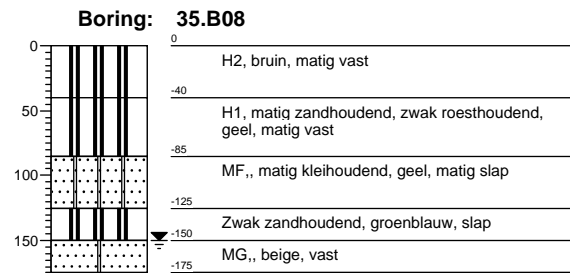 Boring: 35.B08
0
0
H2, bruin, matig vast
-40
50
H1, matig zandhoudend, zwak roesthoudend,
geel, matig vast
-85
100
MF,, matig kleihoudend, geel, matig slap
-125
Zwak zandhoudend, groenblauw, slap
150
-150
MG,, beige, vast
-175